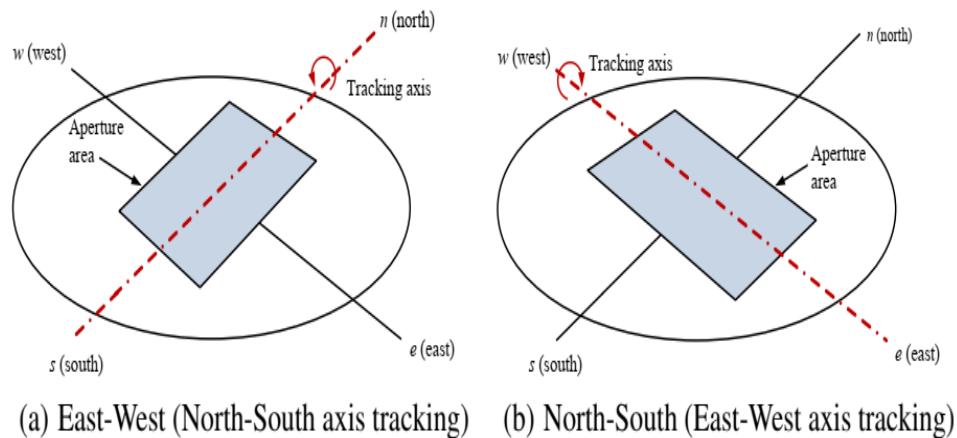 n (north)
w (west)
Tracking axis
Aperture
area
s (south)
e (east)
(a) East-West (North-South axis tracking)
n (north)
w (west)
Tracking axis
Aperture
area
s (south)
e (east)
(b) North-South (East-West axis tracking)